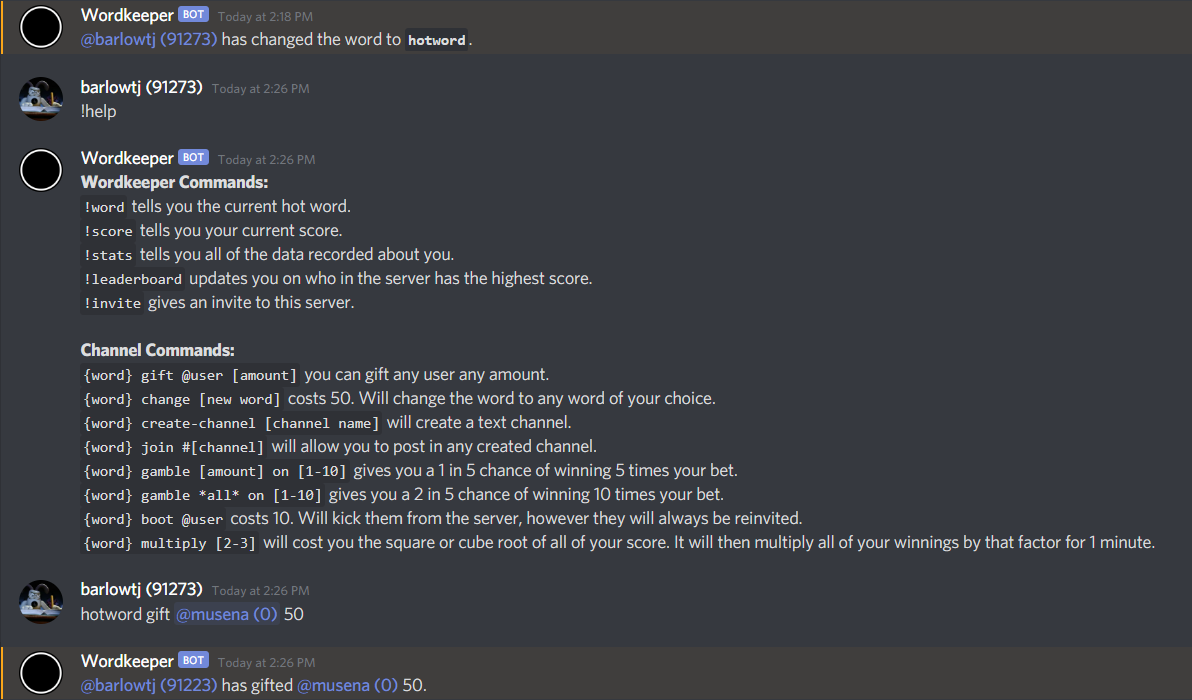 Wordkeeper BOT Today at 2:18 PM
@barlowtj (91273) has changed the word to hotword.
barlowtj (91273) Today at 2:26 PM
!help
Wordkeeper BOT Today at 2:26 PM
Wordkeeper Commands:
!word tells you the current hot word.
!score tells you your current score.
!stats tells you all of the data recorded about you.
!leaderboard updates you on who in the server has the highest score.
!invite gives an invite to this server.
Channel Commands:
{word} gift @user [amount] you can gift any user any amount.
{word} change [new word] costs 50. Will change the word to any word of your choice.
{word} create-channel [channel name] will create a text channel.
{word} join #[channel] will allow you to post in any created channel.
{word} gamble [amount] on [1-10] gives you a 1 in 5 chance of winning 5 times your bet.
{word} gamble *all* on [1-10] gives you a 2 in 5 chance of winning 10 times your bet.
{word} boot @user costs 10. Will kick them from the server, however they will always be reinvited.
{word} multiply [2-3] will cost you the square or cube root of all of your score. It will then multiply all of your winnings by that factor for 1 minute.
barlowtj (91273) Today at 2:26 PM
hotword gift @musena (0) 50
Wordkeeper BOT Today at 2:26 PM
@barlowtj (91223) has gifted @musena (0) 50.